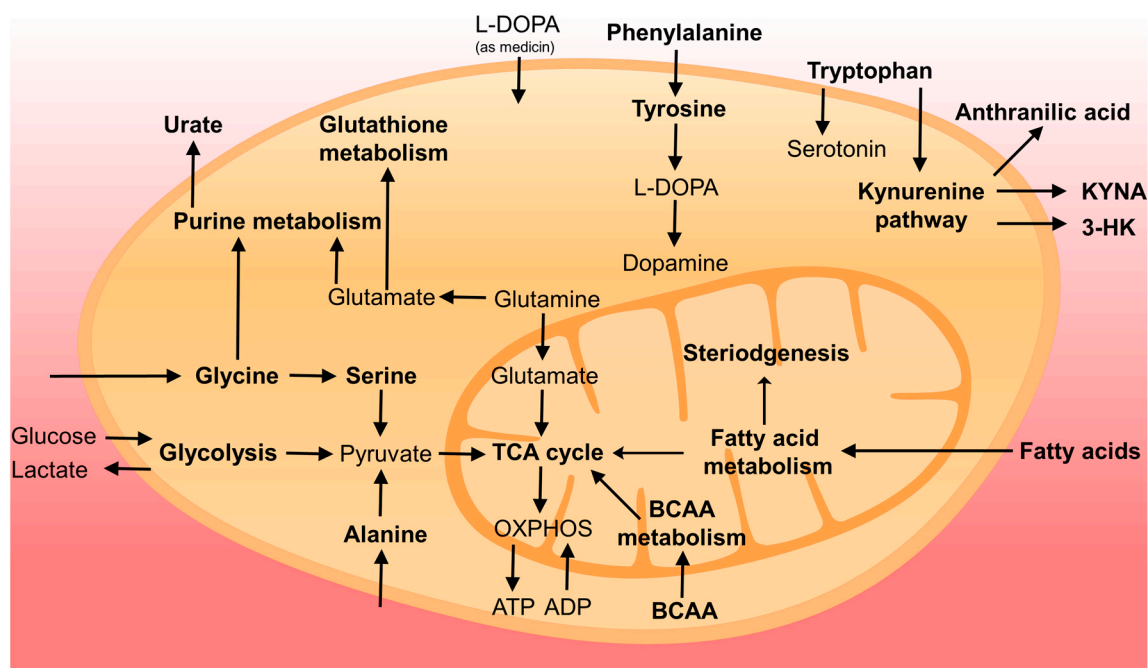 L-DOPA
(as medicin)
Phenylalanine
Tryptophan
Urate
Glutathione
metabolism
Tyrosine
Anthranilic acid
Serotonin
L-DOPA
Kynurenine
pathway
KYNA
3-HK
Purine metabolism
Dopamine
Glutamate
Glutamine
Steriodgenesis
Glycine
Serine
Glutamate
Glucose
Lactate
Glycolysis
Pyruvate
TCA cycle
Fatty acid
metabolism
Fatty acids
Alanine
OXPHOS
BCAA
metabolism
ATP
ADP
BCAA